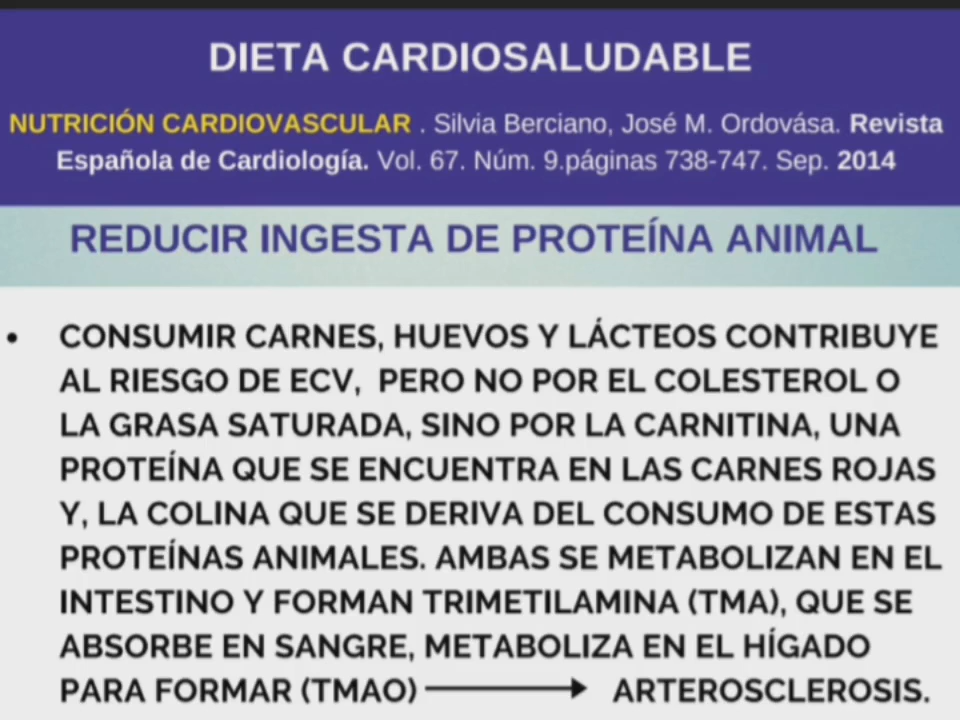 DIETA CARDIOSALUDABLE
NUTRICIÓN CARDIOVASCULAR . Silvia Berciano, José M. Ordovása. Revista
Española de Cardiología. Vol. 67. Núm. 9.páginas 738-747. Sep. 2014
REDUCIR INGESTA DE PROTEÍNA ANIMAL
• CONSUMIR CARNES, HUEVOS Y LÁCTEOS CONTRIBUYE
AL RIESGO DE ECV, PERO NO POR EL COLESTEROL O
LA GRASA SATURADA, SINO POR LA CARNITINA, UNA
PROTEÍNA QUE SE ENCUENTRA EN LAS CARNES ROJAS
Y, LA COLINA QUE SE DERIVA DEL CONSUMO DE ESTAS
PROTEÍNAS ANIMALES. AMBAS SE METABOLIZAN EN EL
INTESTINO Y FORMAN TRIMETILAMINA (TMA), QUE SE
ABSORBE EN SANGRE, METABOLIZA EN EL HÍGADO
PARA FORMAR (TMAO) → ARTEROSCLEROSIS.